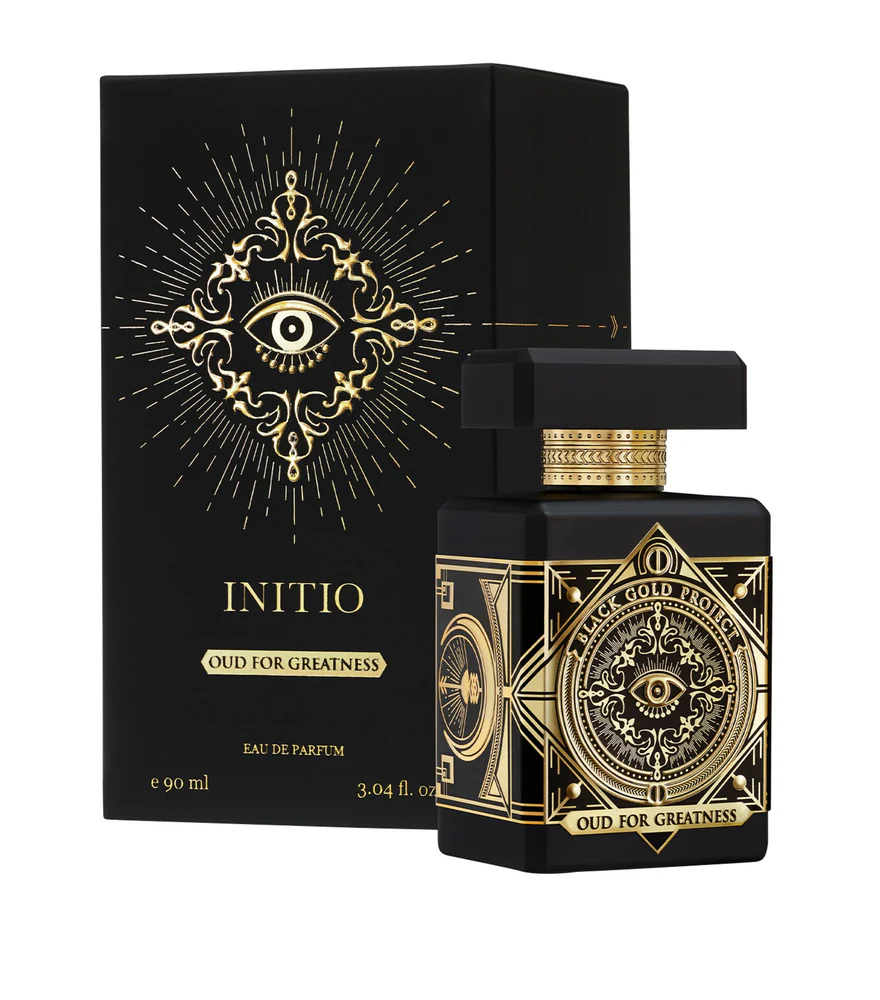 INITIO
OUD FOR GREATNESS
EAU DE PARFUM
e 90 ml
3.04 fl. oz
BLACK GOLD PROJECT
OUD FOR GREATNESS